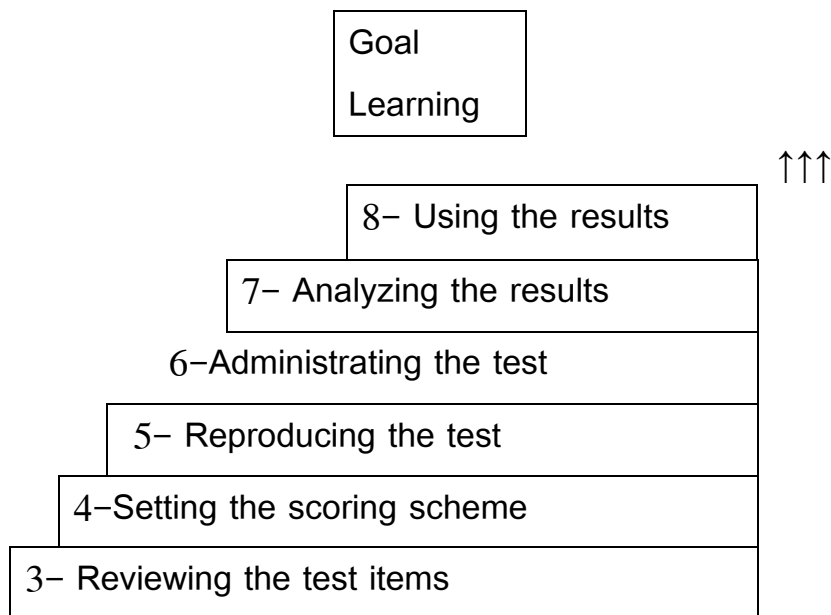 Goal
Learning
↑↑↑
8– Using the results
7– Analyzing the results
6–Administrating the test
5– Reproducing the test
4–Setting the scoring scheme
3– Reviewing the test items